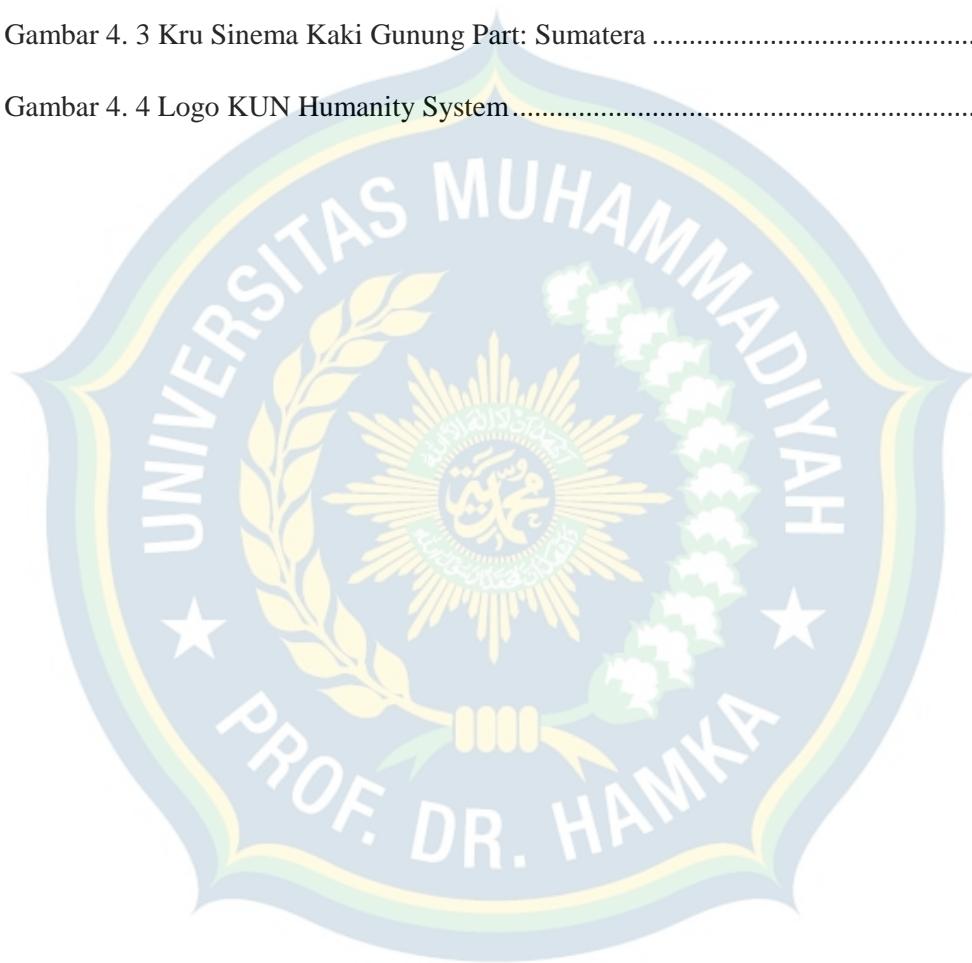 Gambar 4. 3 Kru Sinema Kaki Gunung Part: Sumatera ............................................
Gambar 4. 4 Logo KUN Humanity System ................................................................
UNIVERSITAS MUHAMMADIYAH
محمدية
PROF. DR. HAMKA